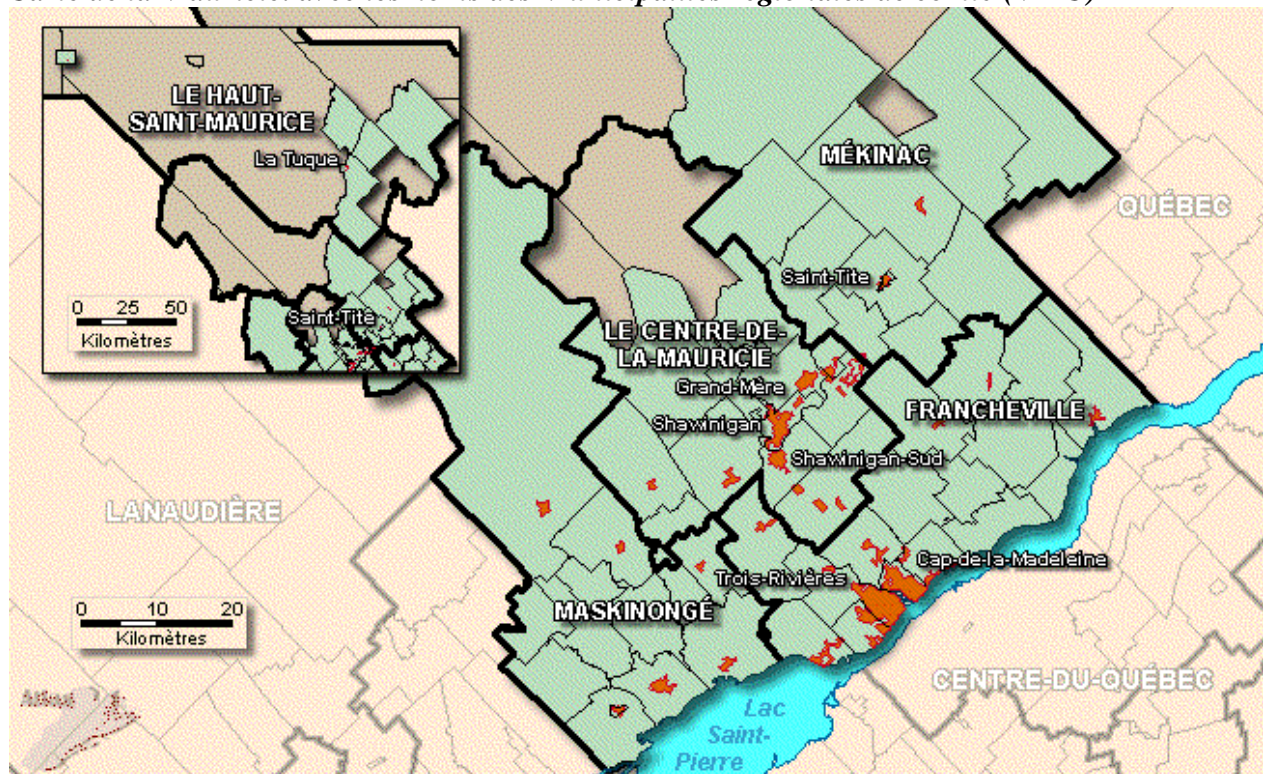 LE HAUT-
SAINT-MAURICE
La Tuque
0 25 50
Kilomètres
Saint-Tite
MÉKINAC
QUÉBEC
Saint-Tite
LE CENTRE-DE-
LA-MAURICIE
Grand-Mère
Shawinigan
FRANCHEVILLE
Shawinigan-Sud
LANAUDIÈRE
Cap-de-la-Madeleine
Trois-Rivières
0 10 20
Kilomètres
MASKINONGÉ
CENTRE-DU-QUÉBEC
Lac
Saint-
Pierre